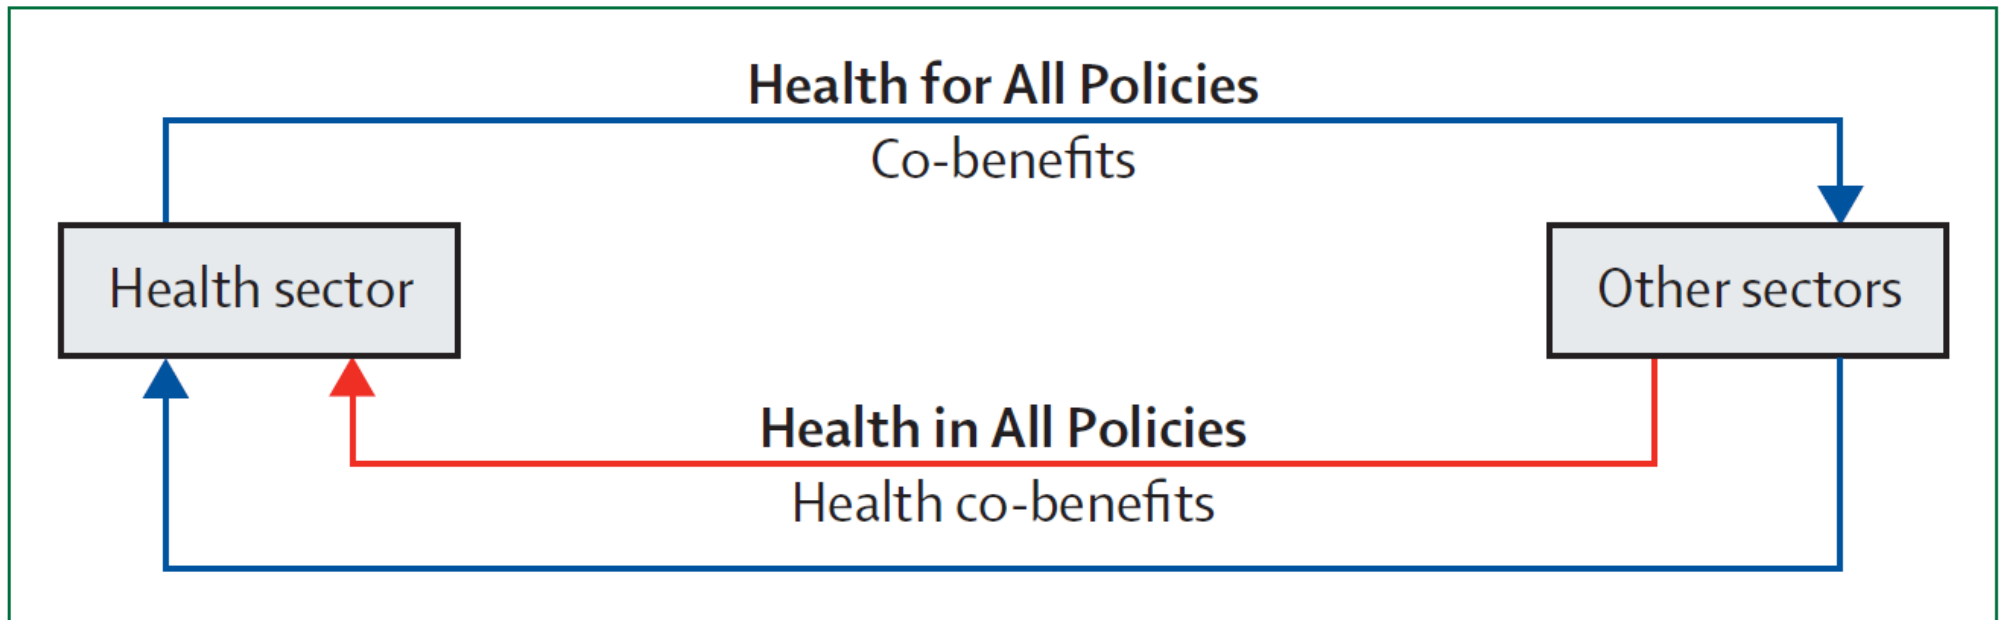 Health for All Policies
Co-benefits
Health sector
Other sectors
Health in All Policies
Health co-benefits